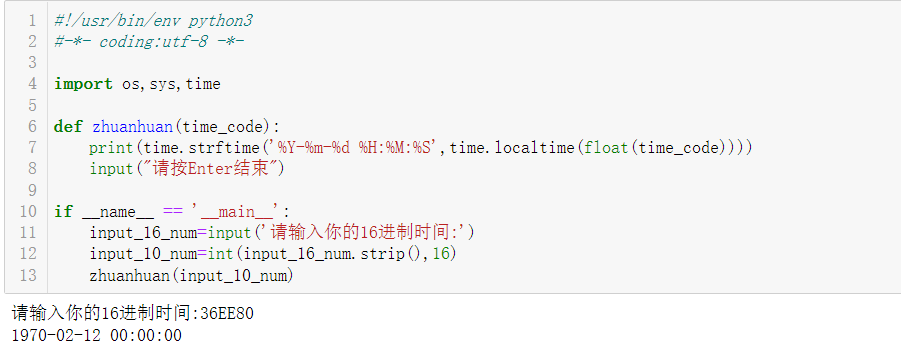 1 #!/usr/bin/env python3
2 #-*- coding:utf-8 -*-
3
4 import os,sys,time
5
6 def zhuanhuan(time_code):
7     print(time.strftime('%Y-%m-%d %H:%M:%S',time.localtime(float(time_code))))
8     input("请按Enter结束")
9
10 if __name__ == '__main__':
11     input_16_num=input('请输入你的16进制时间:')
12     input_10_num=int(input_16_num.strip(),16)
13     zhuanhuan(input_10_num)
请输入你的16进制时间:36EE80
1970-02-12 00:00:00